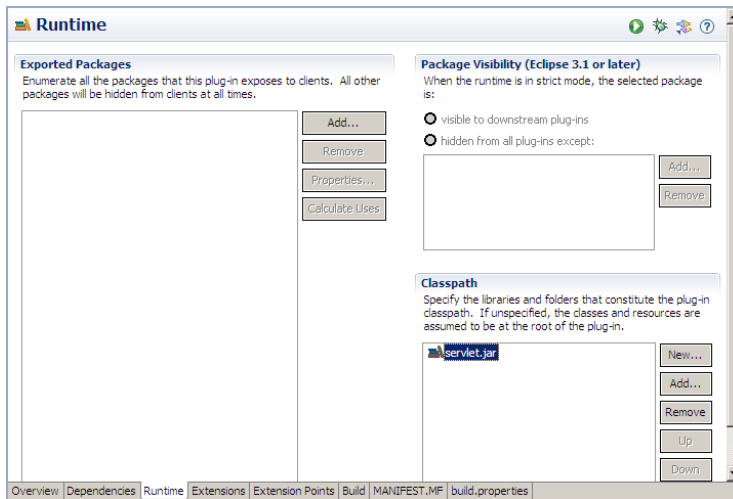 Runtime
Exported Packages
Enumerate all the packages that this plug-in exposes to clients. All other
packages will be hidden from clients at all times.
Add...
Remove
Properties...
Calculate Uses
Package Visibility (Eclipse 3.1 or later)
When the runtime is in strict mode, the selected package
is:
visible to downstream plug-ins
hidden from all plug-ins except:
Add...
Remove
Classpath
Specify the libraries and folders that constitute the plug-in
classpath. If unspecified, the classes and resources are
assumed to be at the root of the plug-in.
servlet.jar
New...
Add...
Remove
Up
Down
Overview Dependencies Runtime Extensions Extension Points Build MANIFEST.MF build.properties